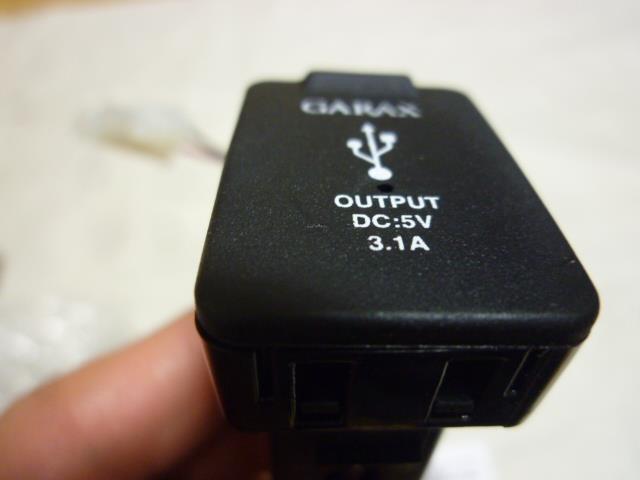 GARAX
OUTPUT
DC:5V
3.1A